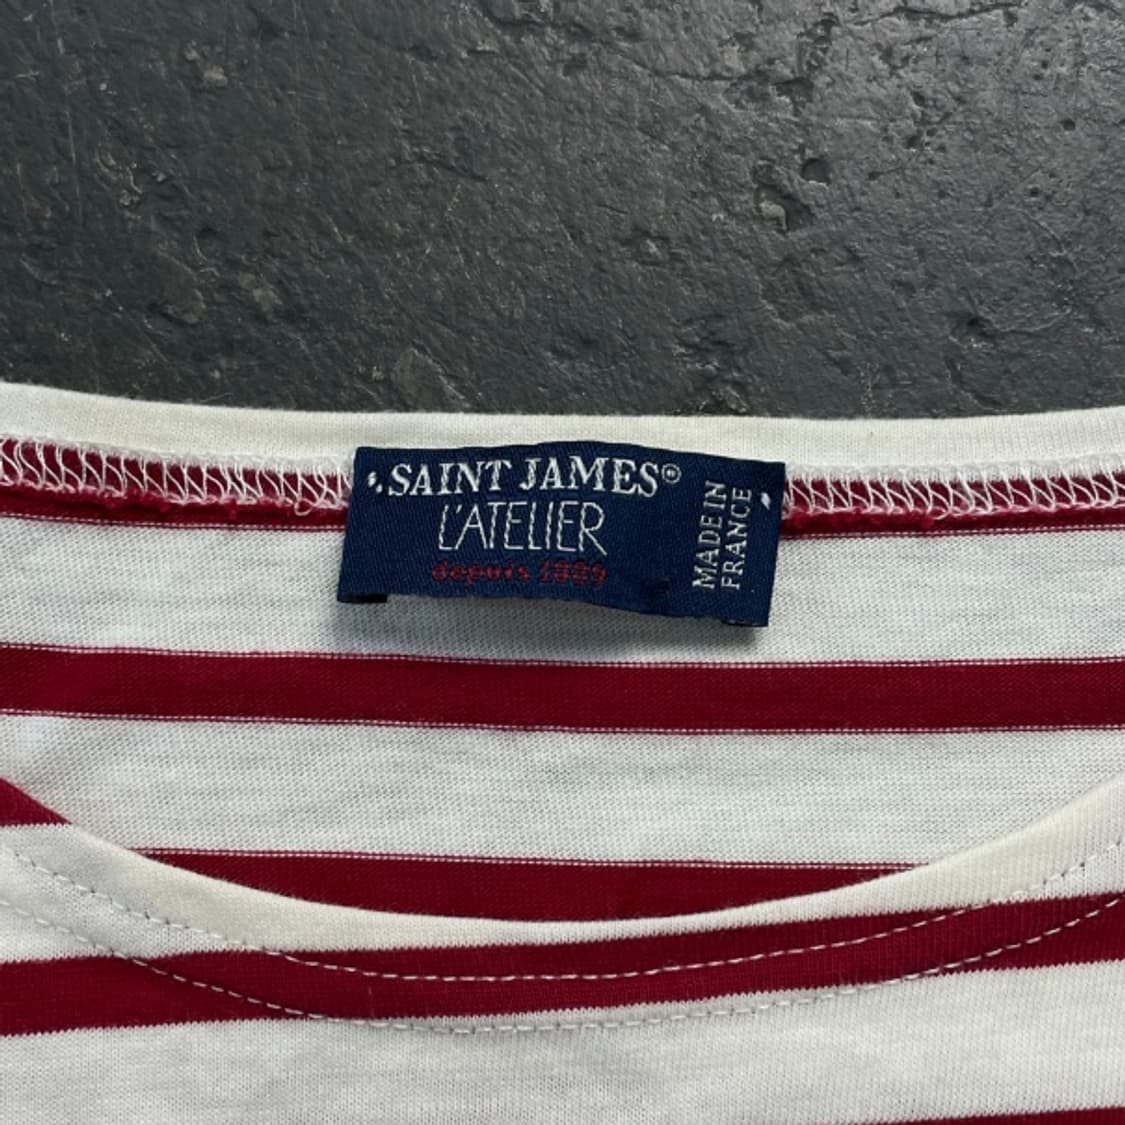 SAINT JAMES®
L'ATELIER
depuis 1889
MADE IN
FRANCE